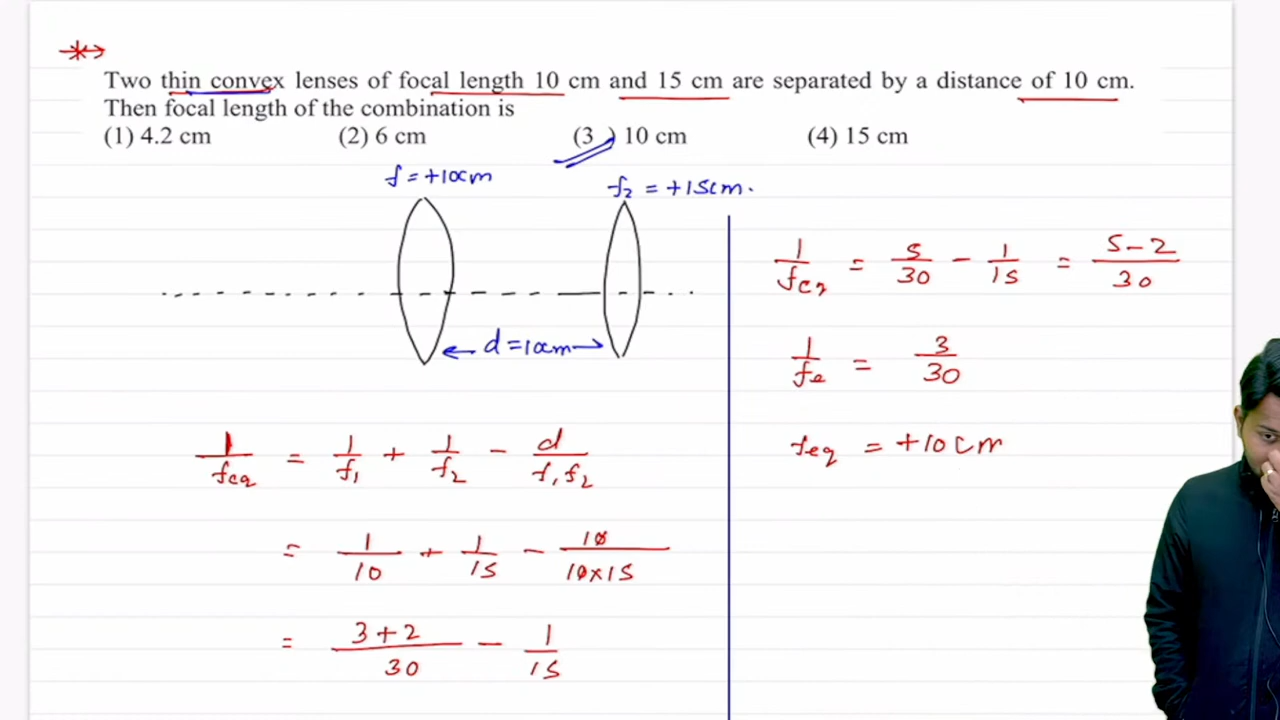 Two thin convex lenses of focal length 10 cm and 15 cm are separated by a distance of 10 cm.
Then focal length of the combination is
(1) 4.2 cm (2) 6 cm (3 ) 10 cm (4) 15 cm
f = +10cm
f₂ = +15cm.
d = 10cm
1/feq = 1/f₁ + 1/f₂ - d/f₁f₂
= 1/10 + 1/15 - 10/10×15
= 3+2/30 - 1/15
1/feq = 5/30 - 1/15 = 5-2/30
1/fe = 3/30
feq = +10cm